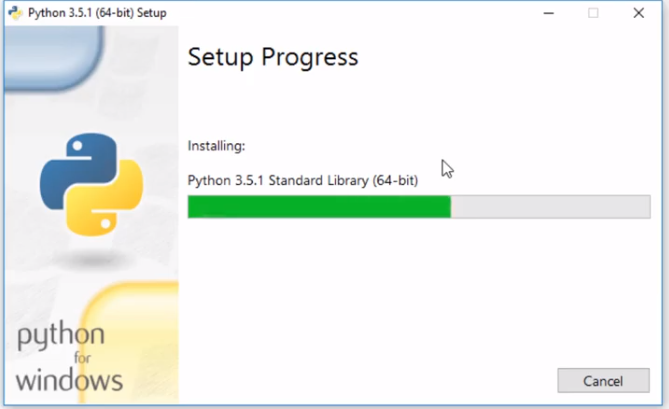 Python 3.5.1 (64-bit) Setup
Setup Progress
Installing:
Python 3.5.1 Standard Library (64-bit)
python
for
windows
Cancel